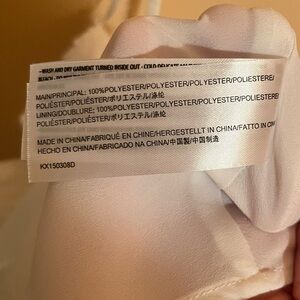 - WASH AND DRY GARMENT TURNED INSIDE OUT - COLD DELICATE
MAIN/PRINCIPAL: 100%POLYESTER/POLYESTER/POLYESTER/POLIESTERE/
POLIÉSTER/POLIÉSTER/ポリエステル/涤纶
LINING/DOUBLURE: 100%POLYESTER/POLYESTER/POLYESTER/POLIESTERE/
POLIÉSTER/POLIÉSTER/ポリエステル/涤纶
MADE IN CHINA/FABRIQUÉ EN CHINE/HERGESTELLT IN CHINA/FATTO IN
HECHO EN CHINA/FABRICADO NA CHINA/中国製/中国制造
KX150308D